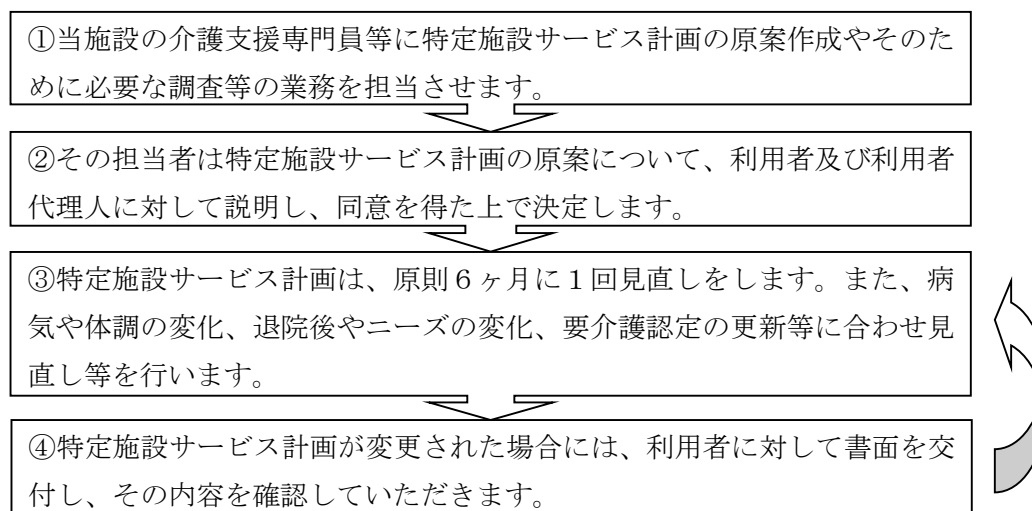 ①当施設の介護支援専門員等に特定施設サービス計画の原案作成やそのた
めに必要な調査等の業務を担当させます。
②その担当者は特定施設サービス計画の原案について、利用者及び利用者
代理人に対して説明し、同意を得た上で決定します。
③特定施設サービス計画は、原則６ヶ月に１回見直しをします。また、病
気や体調の変化、退院後やニーズの変化、要介護認定の更新等に合わせ見
直し等を行います。
④特定施設サービス計画が変更された場合には、利用者に対して書面を交
付し、その内容を確認していただきます。